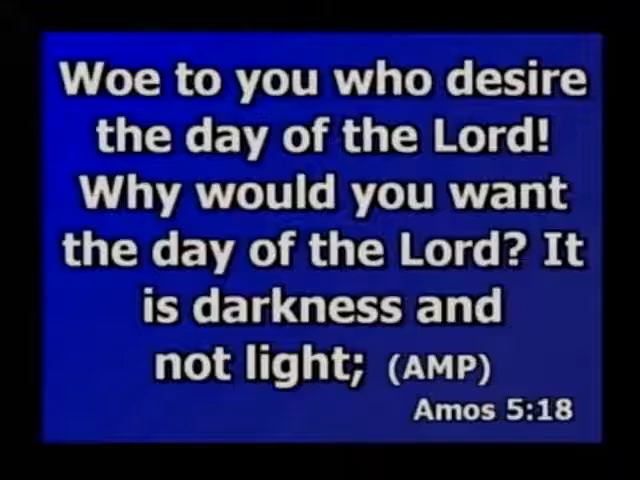 Woe to you who desire
the day of the Lord!
Why would you want
the day of the Lord? It
is darkness and
not light; (AMP)
Amos 5:18